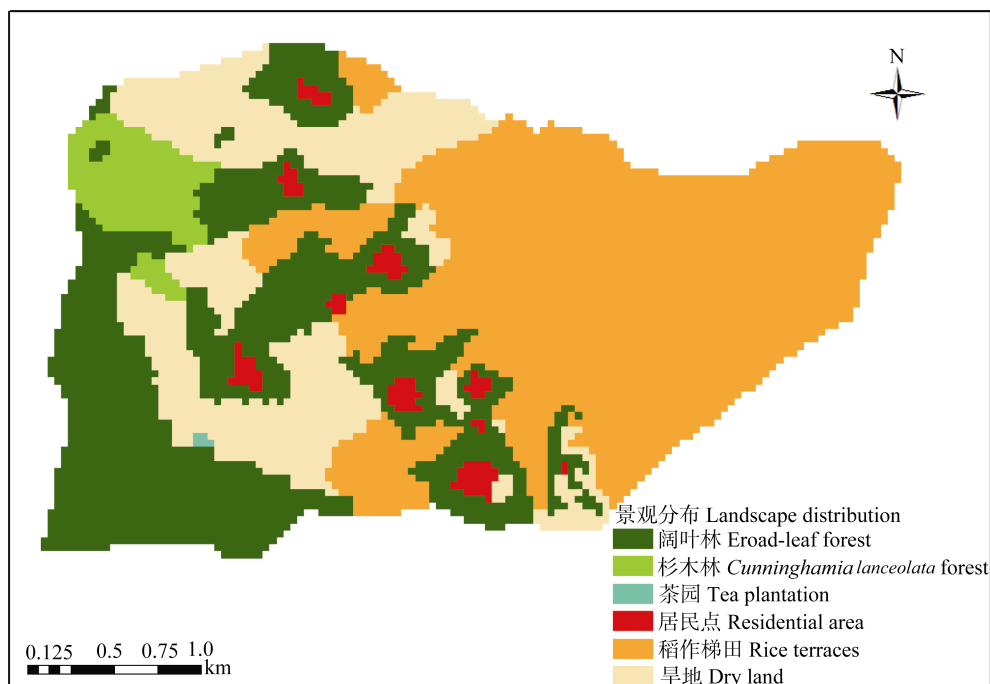 N
景观分布 Landscape distribution
阔叶林 Eroad-leaf forest
杉木林 Cunninghamia lanceolata forest
茶园 Tea plantation
居民点 Residential area
稻作梯田 Rice terraces
旱地 Dry land
0.125 0.5 0.75 1.0
km